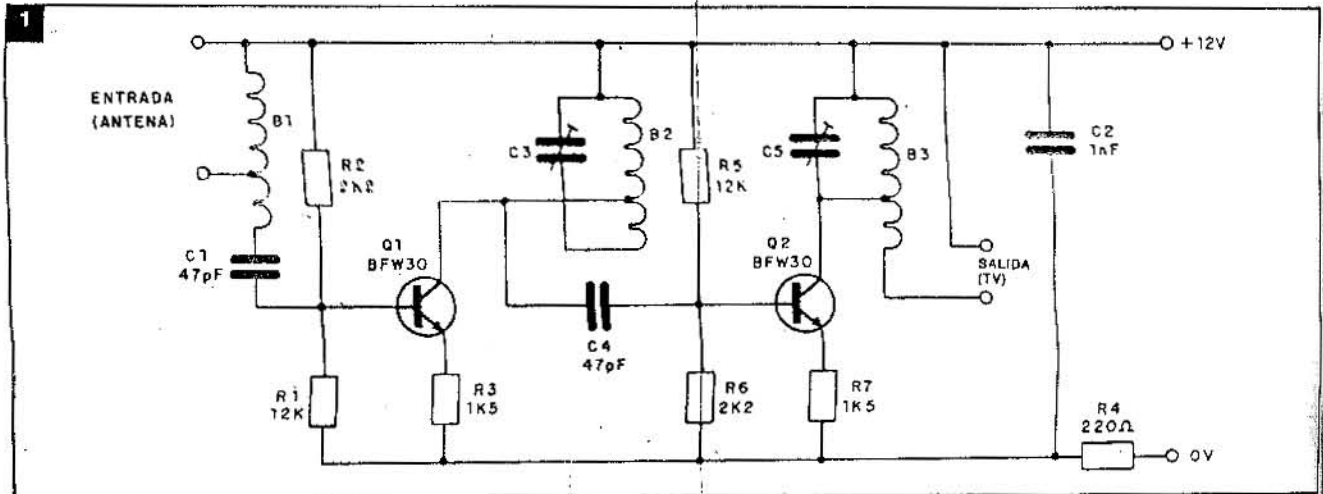 1
+12V
ENTRADA
(ANTENA)
B1
R2
2K2
C1
47pF
Q1
BFW30
R1
12K
R3
1K5
C3
B2
C4
47pF
R5
12K
R6
2K2
C5
B3
Q2
BFW30
R7
1K5
SALIDA
(TV)
C2
1nF
R4
220Ω
0V